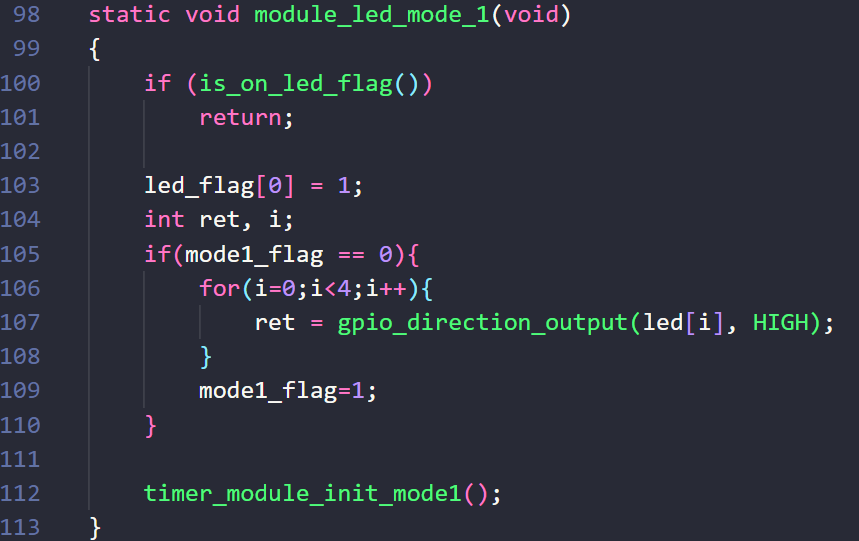 98 static void module_led_mode_1(void)
99 {
100 if (is_on_led_flag())
101 return;
102
103 led_flag[0] = 1;
104 int ret, i;
105 if(mode1_flag == 0){
106 for(i=0;i<4;i++){
107 ret = gpio_direction_output(led[i], HIGH);
108 }
109 mode1_flag=1;
110 }
111
112 timer_module_init_mode1();
113 }